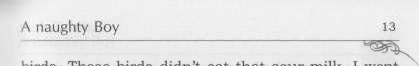 A naughty Boy 13
birds. These birds didn't eat that sour milk. I went